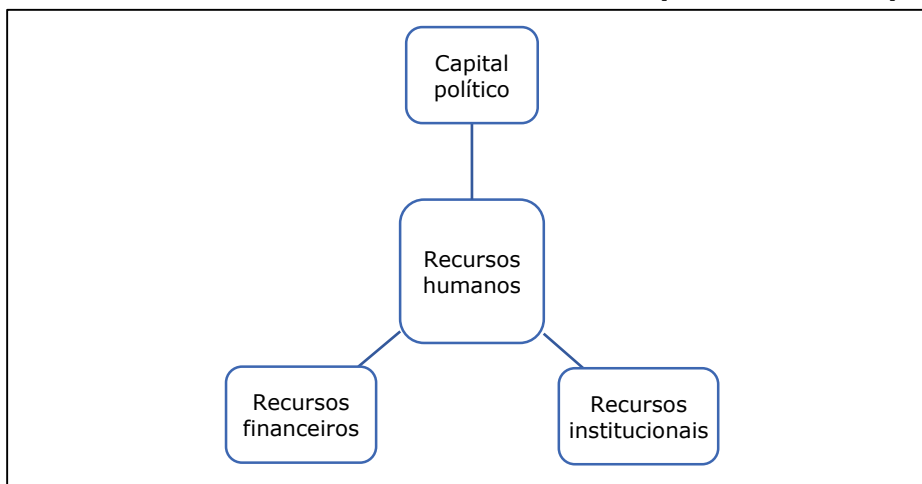 Capital
político
Recursos
humanos
Recursos
financeiros
Recursos
institucionais